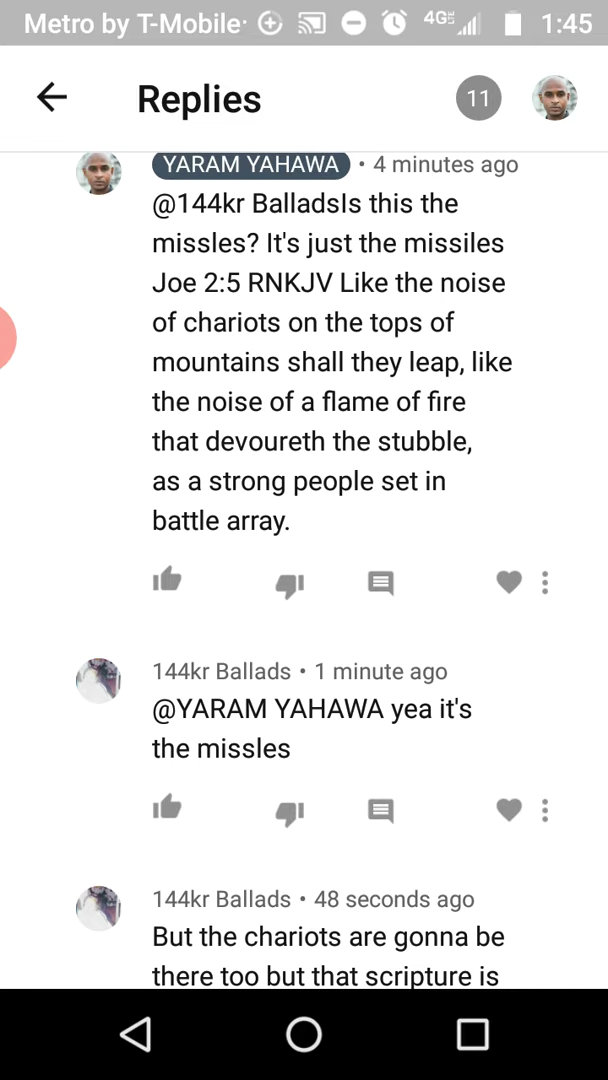 Metro by T-Mobile· 4G LTE 1:45
Replies 11
YARAM YAHAWA • 4 minutes ago
@144kr BalladsIs this the
missles? It's just the missiles
Joe 2:5 RNKJV Like the noise
of chariots on the tops of
mountains shall they leap, like
the noise of a flame of fire
that devoureth the stubble,
as a strong people set in
battle array.
144kr Ballads • 1 minute ago
@YARAM YAHAWA yea it's
the missles
144kr Ballads • 48 seconds ago
But the chariots are gonna be
there too but that scripture is